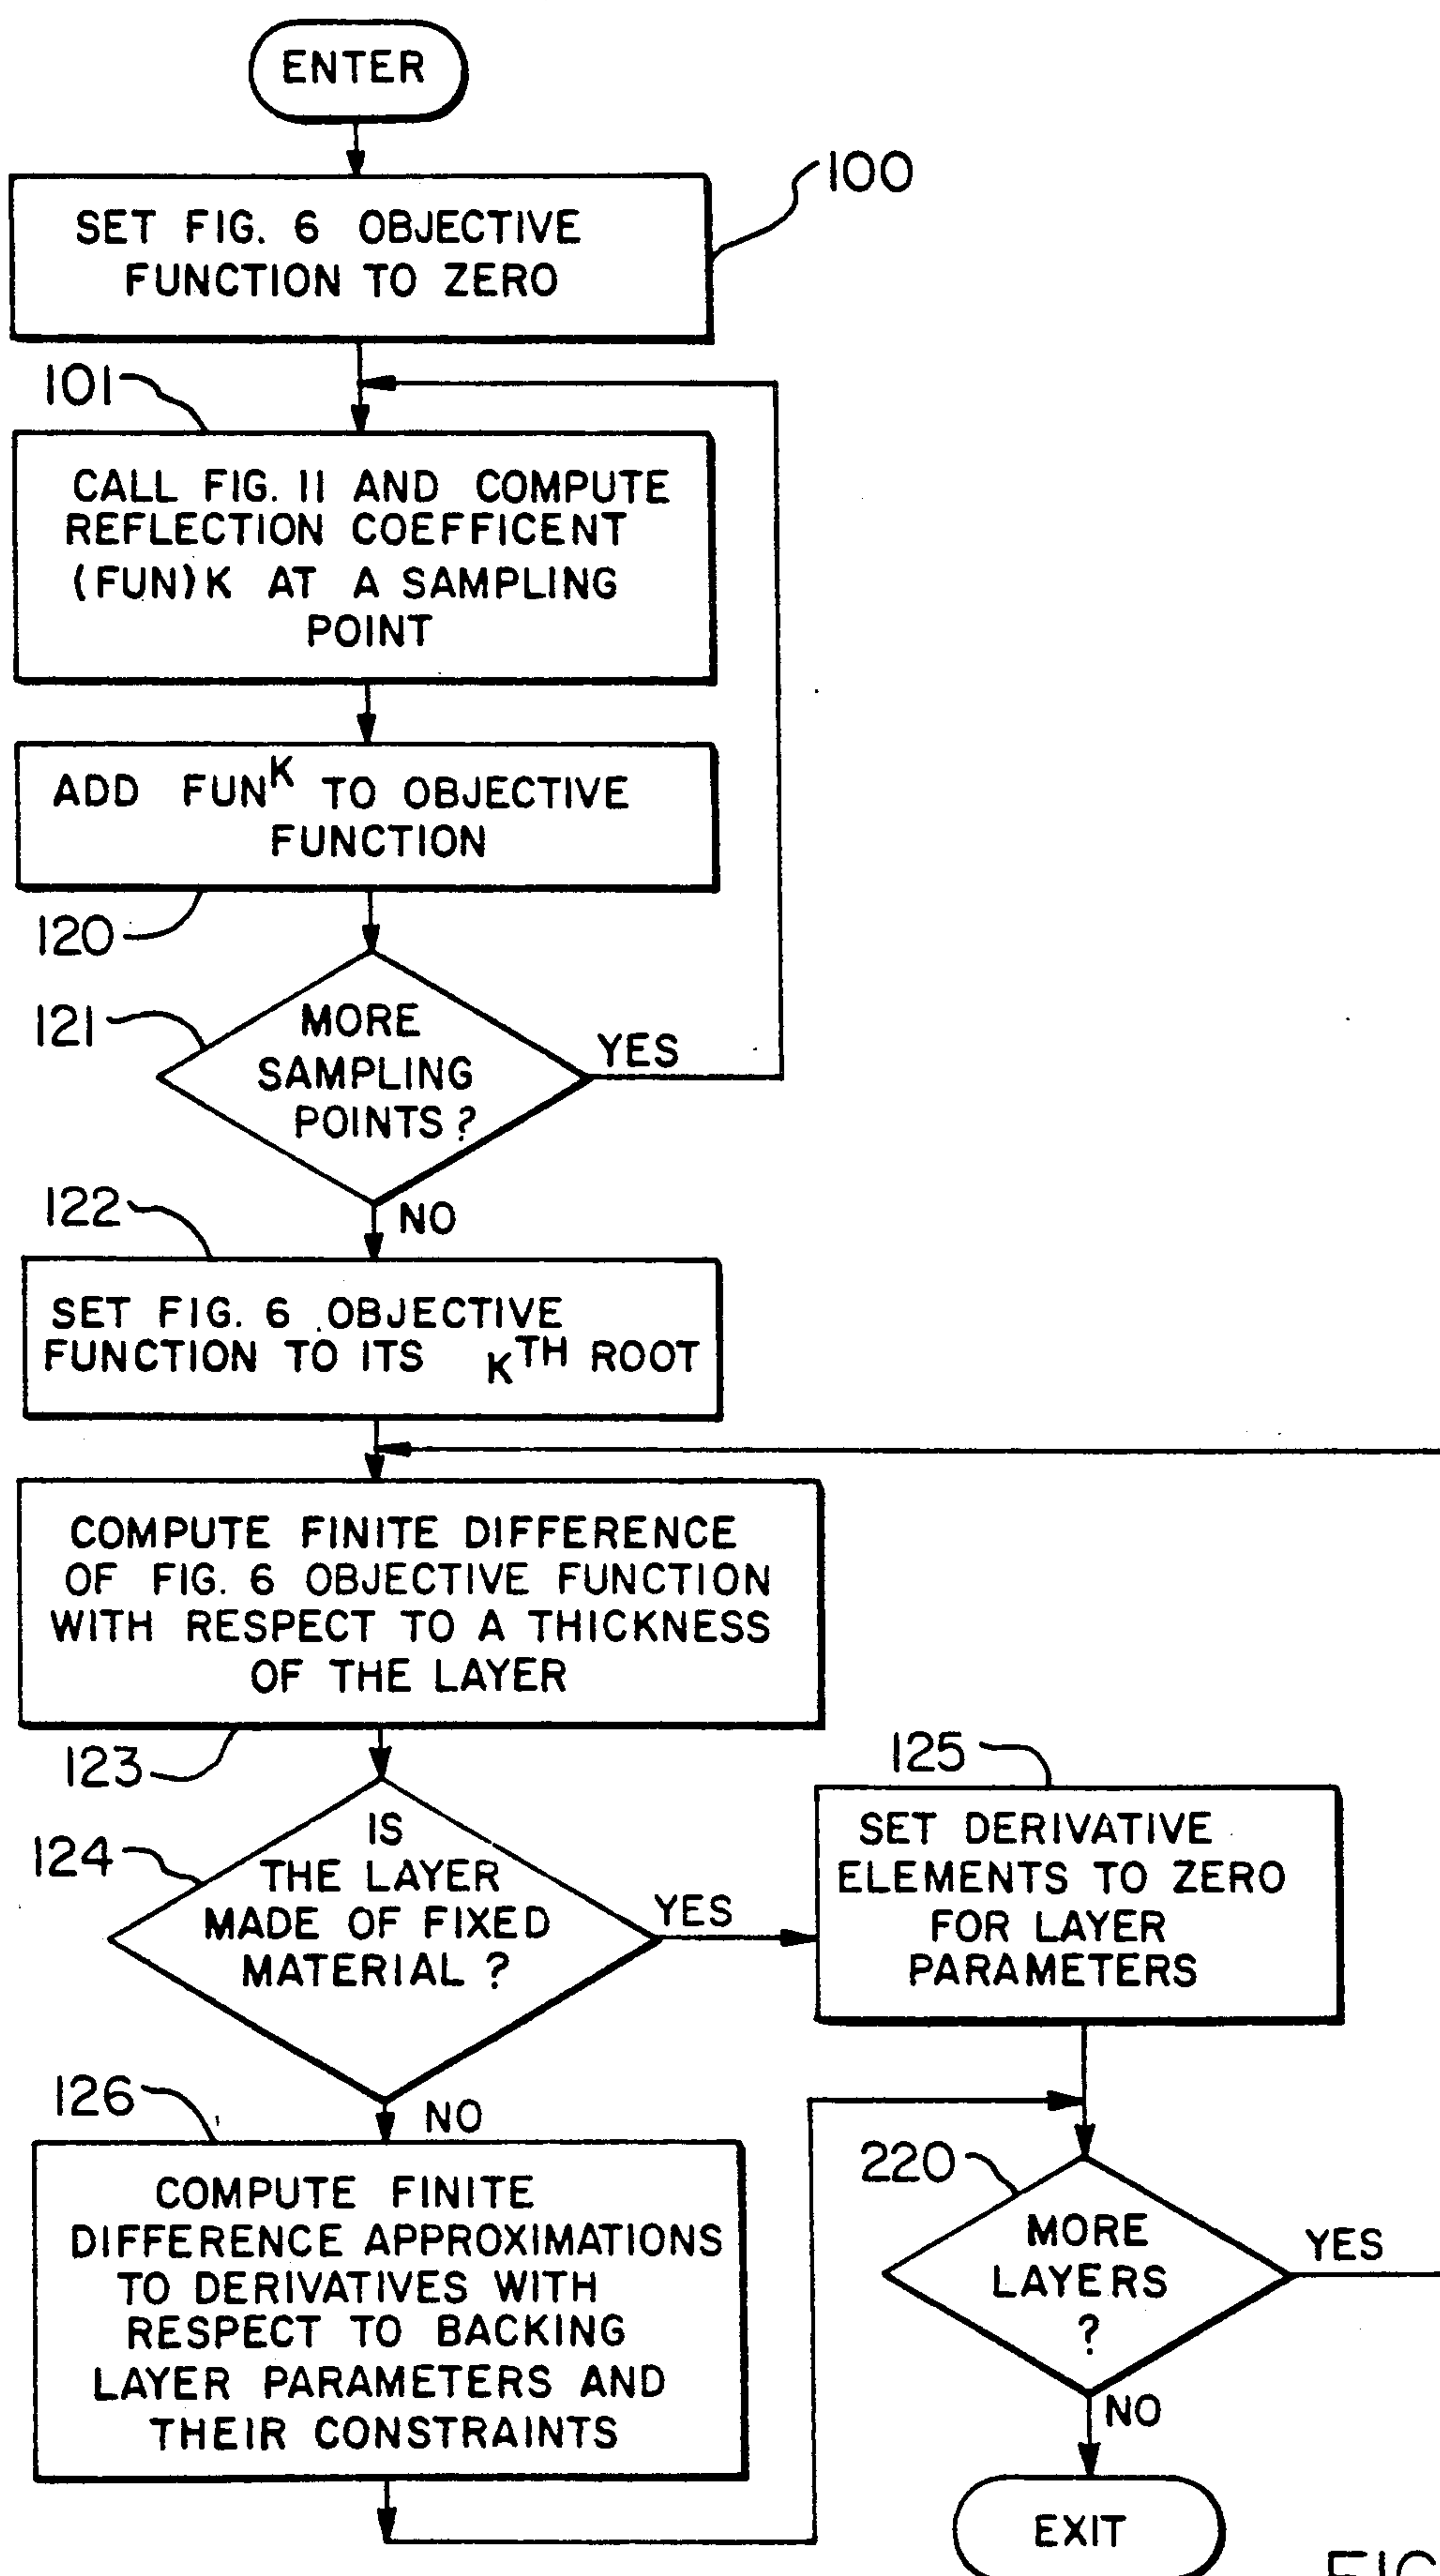 ENTER
100
SET FIG. 6 OBJECTIVE
FUNCTION TO ZERO
101
CALL FIG. 11 AND COMPUTE
REFLECTION COEFFICENT
(FUN)K AT A SAMPLING
POINT
ADD FUN^K TO OBJECTIVE
FUNCTION
120
121
MORE
SAMPLING
POINTS?
YES
NO
122
SET FIG. 6 OBJECTIVE
FUNCTION TO ITS KTH ROOT
COMPUTE FINITE DIFFERENCE
OF FIG. 6 OBJECTIVE FUNCTION
WITH RESPECT TO A THICKNESS
OF THE LAYER
123
124
IS
THE LAYER
MADE OF FIXED
MATERIAL?
YES
125
SET DERIVATIVE
ELEMENTS TO ZERO
FOR LAYER
PARAMETERS
NO
126
COMPUTE FINITE
DIFFERENCE APPROXIMATIONS
TO DERIVATIVES WITH
RESPECT TO BACKING
LAYER PARAMETERS AND
THEIR CONSTRAINTS
220
MORE
LAYERS
?
YES
NO
EXIT